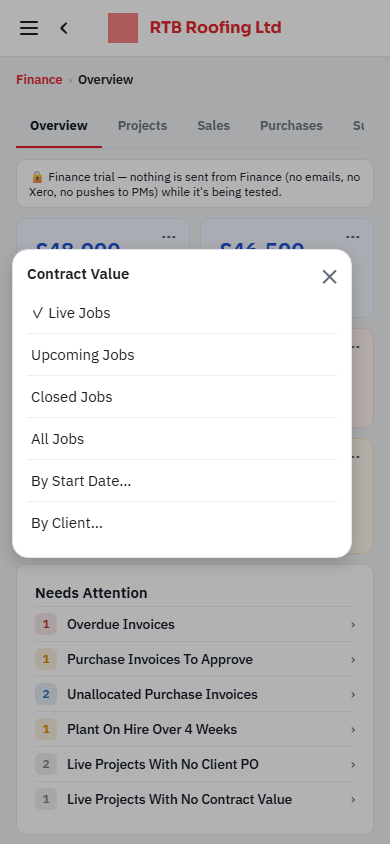 RTB Roofing Ltd
Finance › Overview
Overview Projects Sales Purchases
🔒 Finance trial — nothing is sent from Finance (no emails, no
Xero, no pushes to PMs) while it's being tested.
Contract Value
✓ Live Jobs
Upcoming Jobs
Closed Jobs
All Jobs
By Start Date...
By Client...
Needs Attention
1 Overdue Invoices ›
1 Purchase Invoices To Approve ›
2 Unallocated Purchase Invoices ›
1 Plant On Hire Over 4 Weeks ›
2 Live Projects With No Client PO ›
1 Live Projects With No Contract Value ›